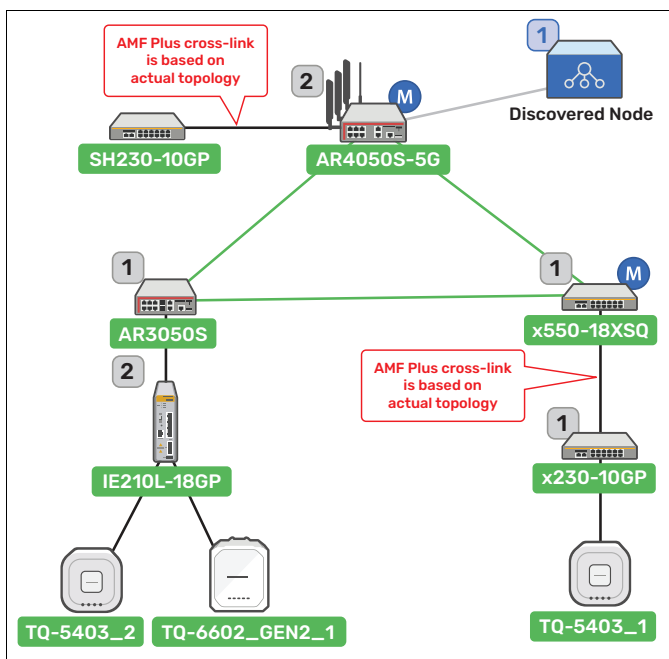 AMF Plus cross-link
is based on
actual topology
2
M
1
Discovered Node
SH230-10GP
AR4050S-5G
1
1
M
AR3050S
x550-18XSQ
2
AMF Plus cross-link
is based on
actual topology
1
IE210L-18GP
x230-10GP
TQ-5403_2
TQ-6602_GEN2_1
TQ-5403_1